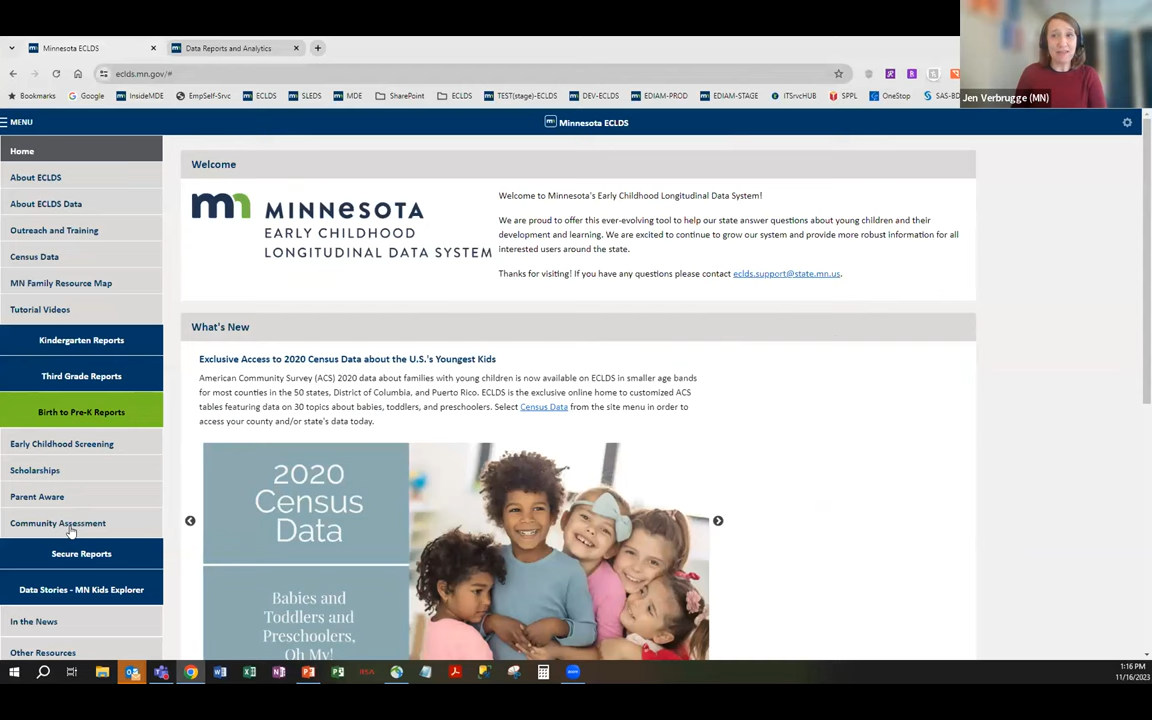 Minnesota ECLDS
Data Reports and Analytics
eclds.mn.gov/#
Bookmarks
Google
InsideMDE
EmpSelf-Srvc
ECLDS
SLEDS
MDE
SharePoint
ECLDS
TEST(stage)-ECLDS
DEV-ECLDS
EDIAM-PROD
EDIAM-STAGE
ITSrvcHUB
SPPL
OneStop
SAS-BD
Jen Verbrugge (MN)
MENU
Minnesota ECLDS
Home
About ECLDS
About ECLDS Data
Outreach and Training
Census Data
MN Family Resource Map
Tutorial Videos
Kindergarten Reports
Third Grade Reports
Birth to Pre-K Reports
Early Childhood Screening
Scholarships
Parent Aware
Community Assessment
Secure Reports
Data Stories - MN Kids Explorer
In the News
Other Resources
Welcome
mn
MINNESOTA
EARLY CHILDHOOD
LONGITUDINAL DATA SYSTEM
Welcome to Minnesota's Early Childhood Longitudinal Data System!
We are proud to offer this ever-evolving tool to help our state answer questions about young children and their
development and learning. We are excited to continue to grow our system and provide more robust information for all
interested users around the state.
Thanks for visiting! If you have any questions please contact eclds.support@state.mn.us.
What's New
Exclusive Access to 2020 Census Data about the U.S.'s Youngest Kids
American Community Survey (ACS) 2020 data about families with young children is now available on ECLDS in smaller age bands
for most counties in the 50 states, District of Columbia, and Puerto Rico. ECLDS is the exclusive online home to customized ACS
tables featuring data on 30 topics about babies, toddlers, and preschoolers. Select Census Data from the site menu in order to
access your county and/or state's data today.
2020
Census
Data
Babies and
Toddlers and
Preschoolers,
Oh My!
1:16 PM
11/16/2023